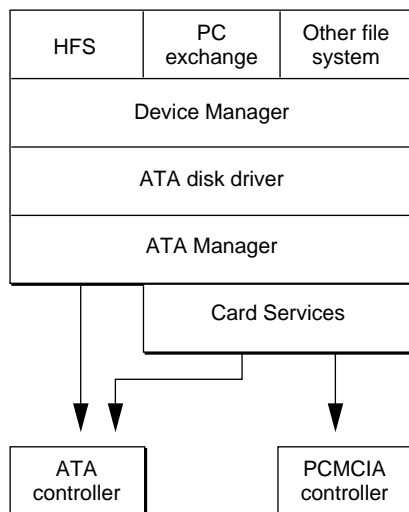 HFS
PC
exchange
Other file
system
Device Manager
ATA disk driver
ATA Manager
Card Services
ATA
controller
PCMCIA
controller